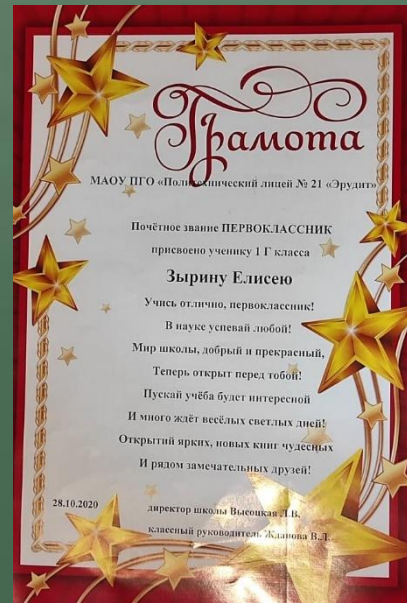 Грамота
МАОУ ПГО «Политехнический лицей № 21 «Эрудит»
Почётное звание ПЕРВОКЛАССНИК
присвоено ученику 1 Г класса
Зырину Елисею
Учись отлично, первоклассник!
В науке успевай любой!
Мир школы, добрый и прекрасный,
Теперь открыт перед тобой!
Пускай учёба будет интересной
И много ждёт весёлых светлых дней!
Открытий ярких, новых книг чудесных
И рядом замечательных друзей!
28.10.2020
директор школы Высоцкая Л.В.
классный руководитель Жданова В.Л.